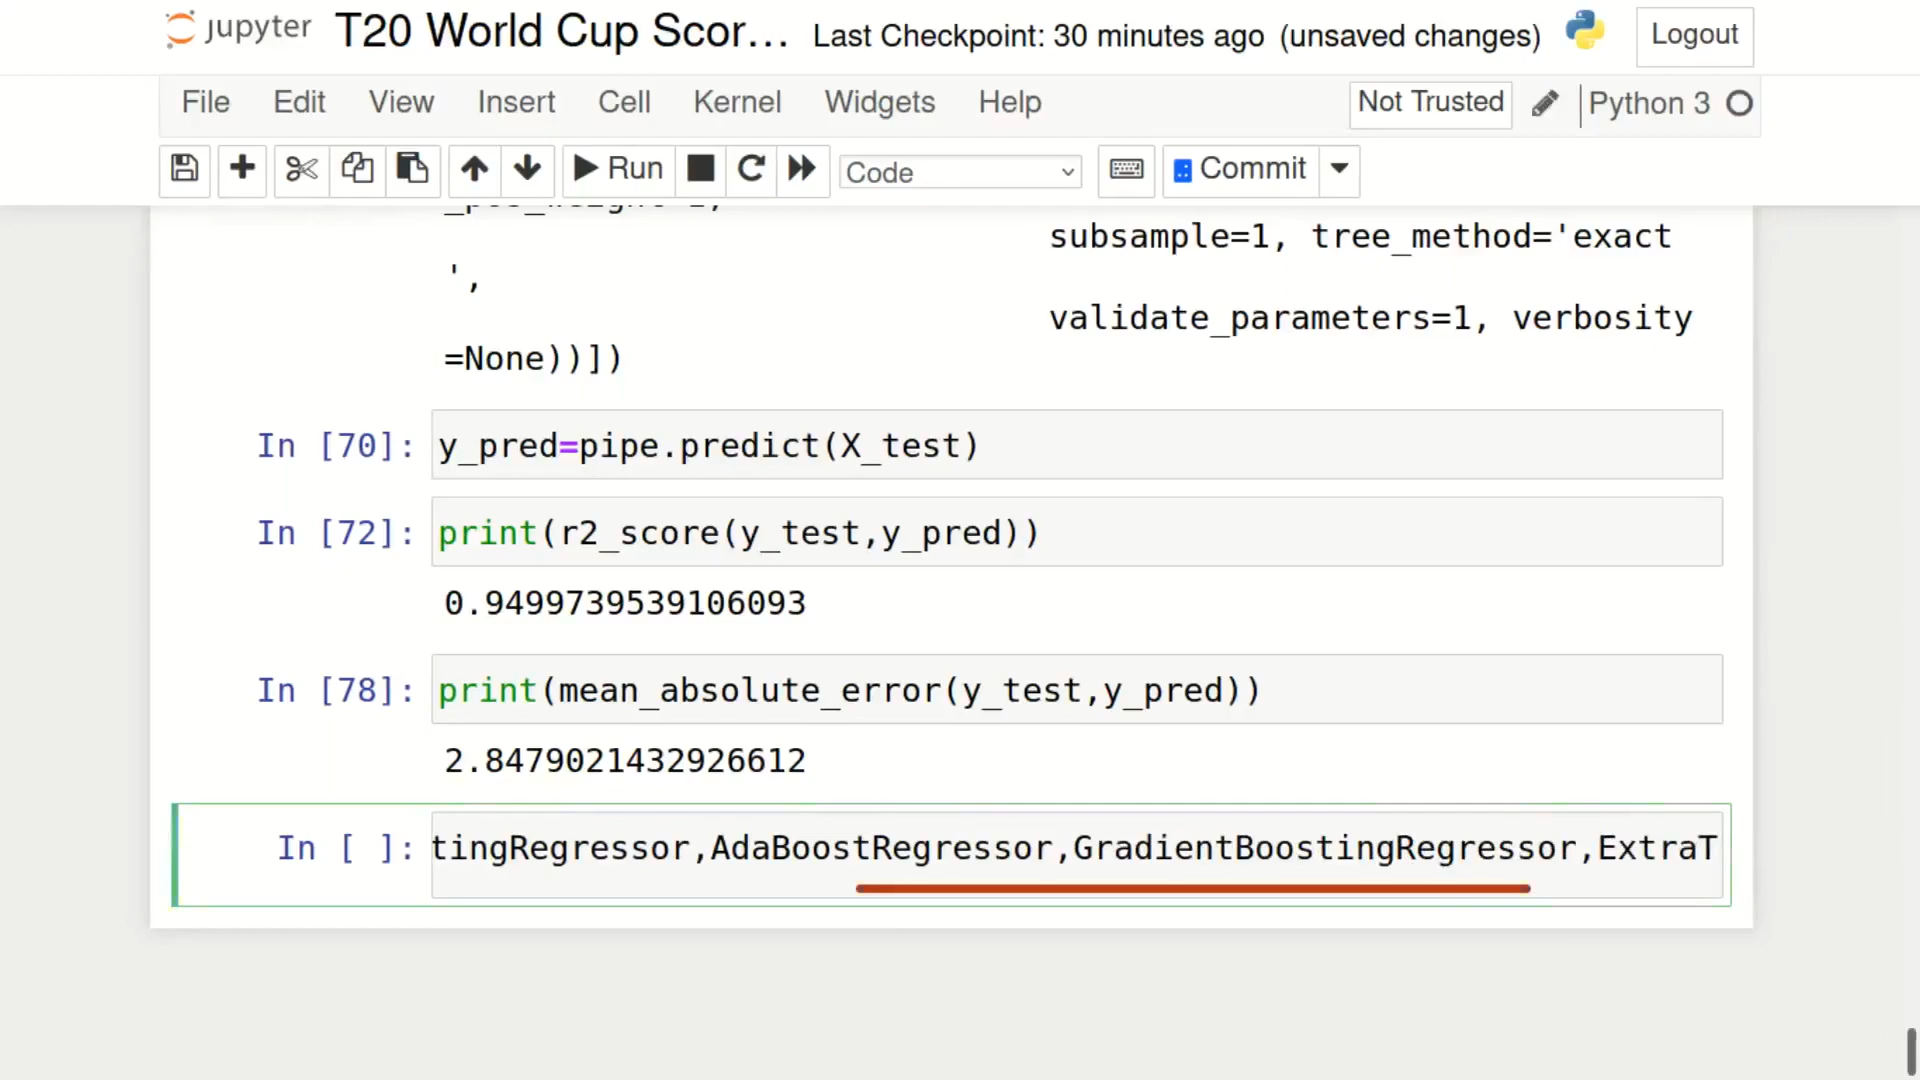 jupyter T20 World Cup Scor... Last Checkpoint: 30 minutes ago (unsaved changes) Logout
File Edit View Insert Cell Kernel Widgets Help Not Trusted Python 3
Run Code Commit
subsample=1, tree_method='exact
',
validate_parameters=1, verbosity
=None))])
In [70]: y_pred=pipe.predict(X_test)
In [72]: print(r2_score(y_test,y_pred))
0.9499739539106093
In [78]: print(mean_absolute_error(y_test,y_pred))
2.8479021432926612
In [ ]: tingRegressor,AdaBoostRegressor,GradientBoostingRegressor,ExtraT